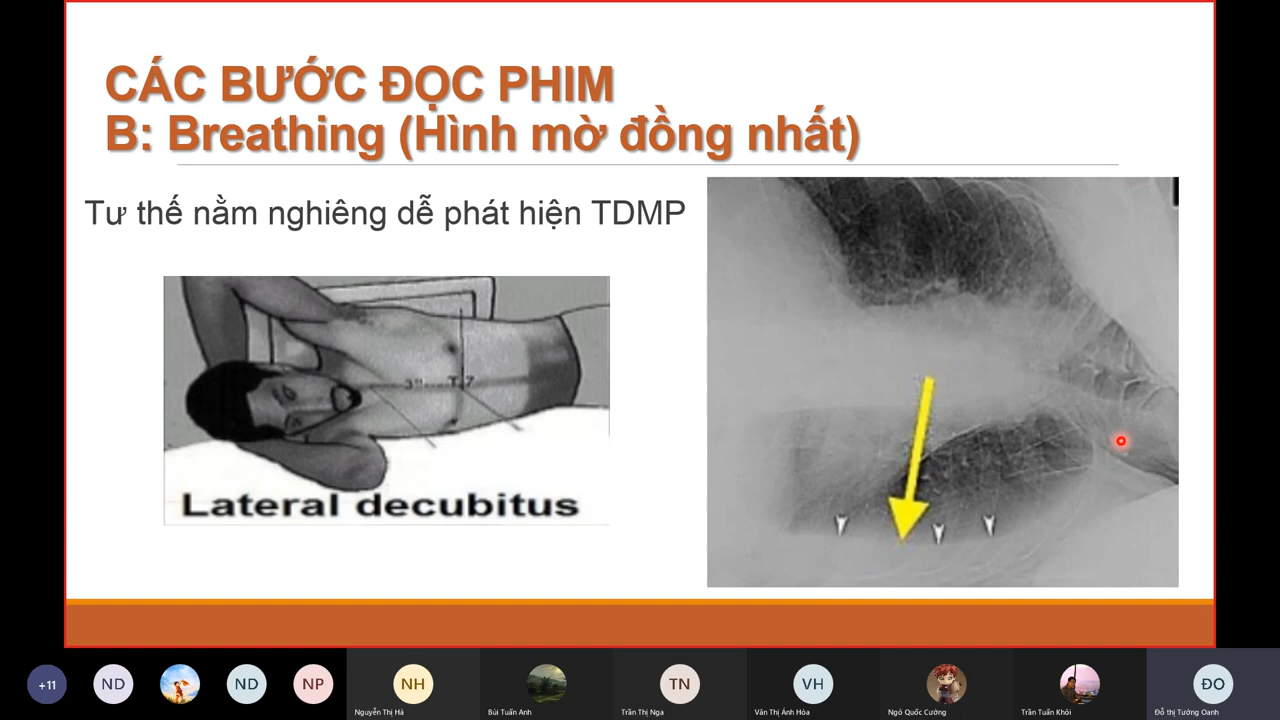 CÁC BƯỚC ĐỌC PHIM
B: Breathing (Hình mờ đồng nhất)
Tư thế nằm nghiêng dễ phát hiện TDMP
3" T 7
Lateral decubitus
+11
ND
ND
NP
NH
TN
VH
ĐO
Nguyễn Thị Hà
Bùi Tuấn Anh
Trần Thị Nga
Văn Thị Ánh Hòa
Ngô Quốc Cường
Trần Tuấn Khôi
Đỗ thị Tường Oanh